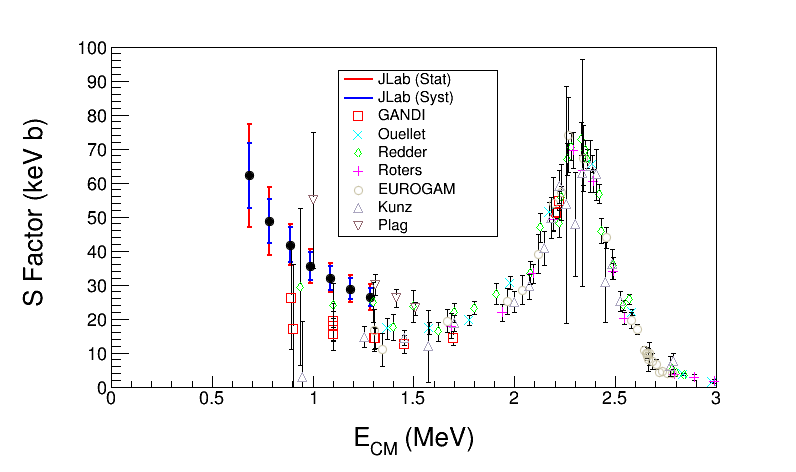 100
90
80
70
60
50
40
30
20
10
0
S Factor (keV b)
JLab (Stat)
JLab (Syst)
GANDI
Ouellet
Redder
Roters
EUROGAM
Kunz
Plag
0 0.5 1 1.5 2 2.5 3
E_CM (MeV)